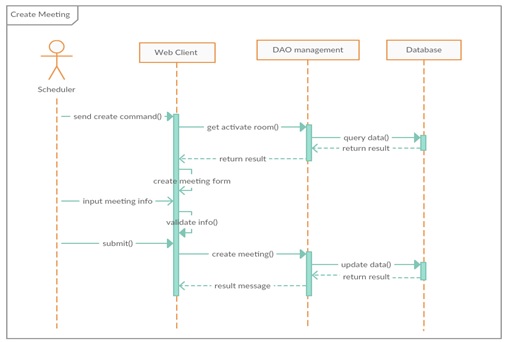 Create Meeting
Web Client
DAO management
Database
Scheduler
send create command()
get activate room()
query data()
return result
return result
create meeting form
input meeting info
validate info()
submit()
create meeting()
update data()
return result
result message